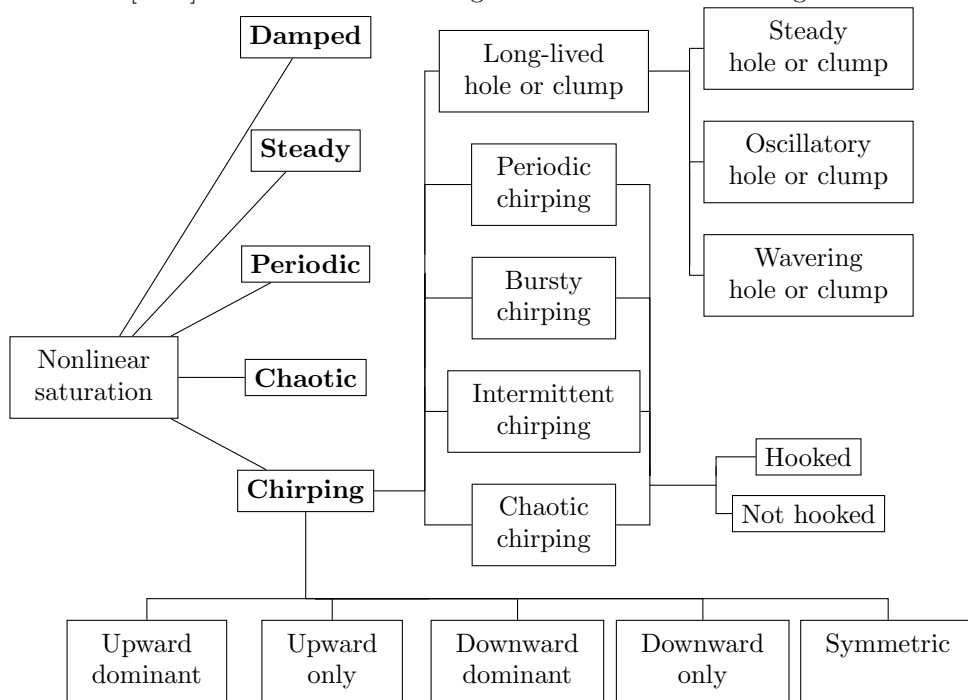 Damped
Steady
Periodic
Nonlinear
saturation
Chaotic
Chirping
Long-lived
hole or clump
Periodic
chirping
Bursty
chirping
Intermittent
chirping
Chaotic
chirping
Steady
hole or clump
Oscillatory
hole or clump
Wavering
hole or clump
Hooked
Not hooked
Upward
dominant
Upward
only
Downward
dominant
Downward
only
Symmetric